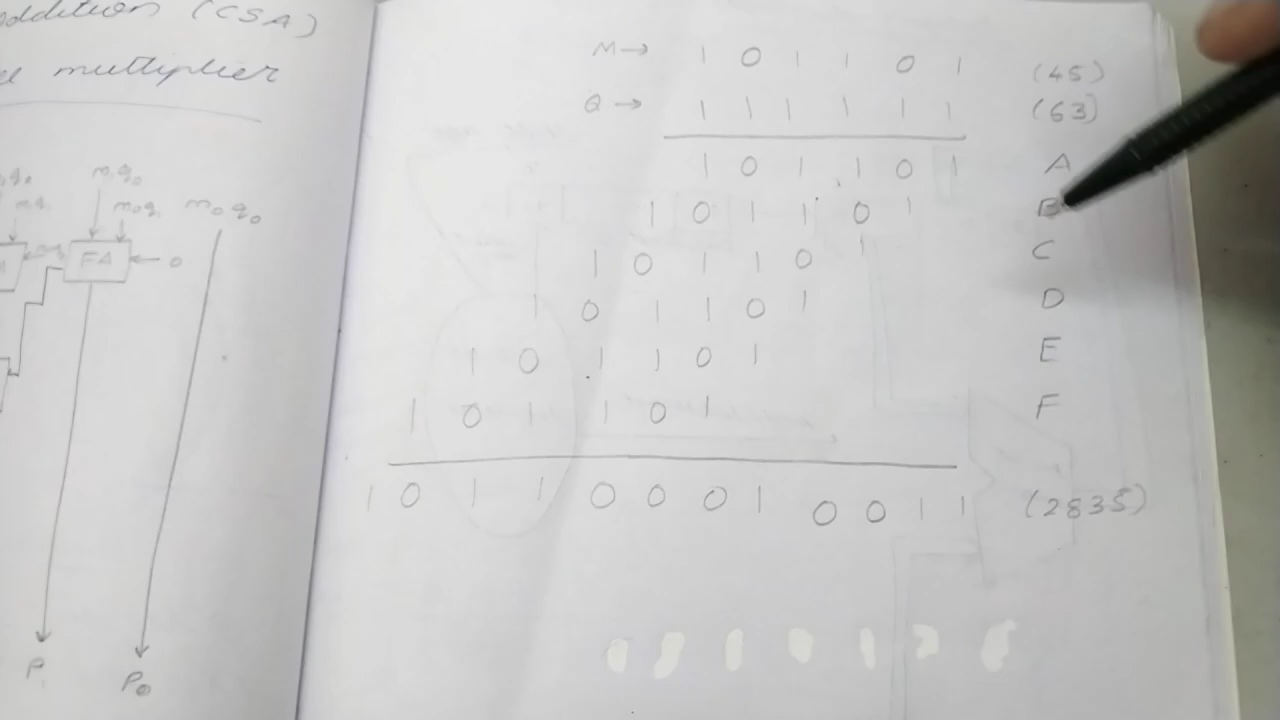 addition (CSA)
multiplier
m₁q₀
m₀q₁
m₀q₀
FA
0
P₀
M → 1 0 1 1 0 1 (45)
Q → 1 1 1 1 1 1 (63)
1 0 1 1 0 1 A
1 0 1 1 0 1 B
1 0 1 1 0 1 C
1 0 1 1 0 1 D
1 0 1 1 0 1 E
1 0 1 1 0 1 F
1 0 1 1 0 0 0 1 0 0 1 1 (2835)